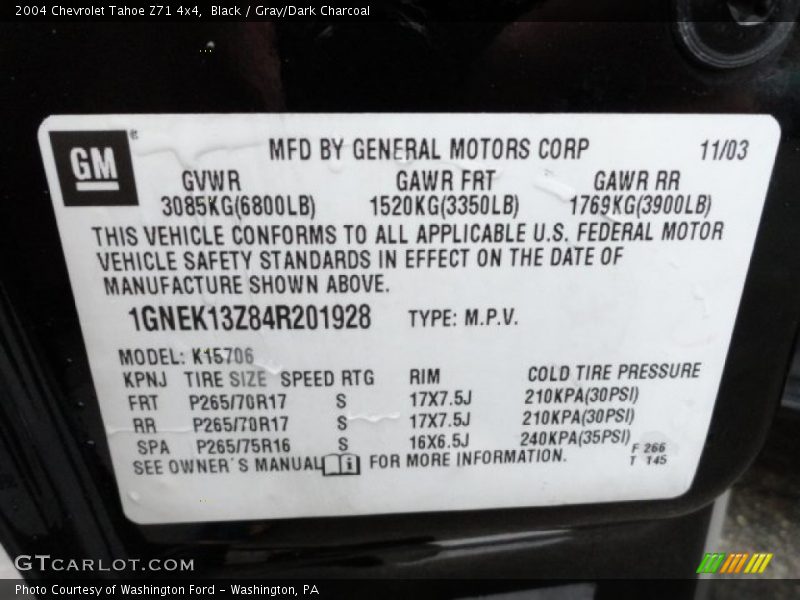 2004 Chevrolet Tahoe Z71 4x4,  Black / Gray/Dark Charcoal
GM®
MFD BY GENERAL MOTORS CORP 11/03
GVWR GAWR FRT GAWR RR
3085KG(6800LB) 1520KG(3350LB) 1769KG(3900LB)
THIS VEHICLE CONFORMS TO ALL APPLICABLE U.S. FEDERAL MOTOR
VEHICLE SAFETY STANDARDS IN EFFECT ON THE DATE OF
MANUFACTURE SHOWN ABOVE.
1GNEK13Z84R201928 TYPE: M.P.V.
MODEL: K15706
KPNJ TIRE SIZE SPEED RTG RIM COLD TIRE PRESSURE
FRT P265/70R17 S 17X7.5J 210KPA(30PSI)
RR P265/70R17 S 17X7.5J 210KPA(30PSI)
SPA P265/75R16 S 16X6.5J 240KPA(35PSI)
SEE OWNER'S MANUAL i FOR MORE INFORMATION.
F 266
T 145
GTCARLOT.COM
Photo Courtesy of Washington Ford - Washington, PA